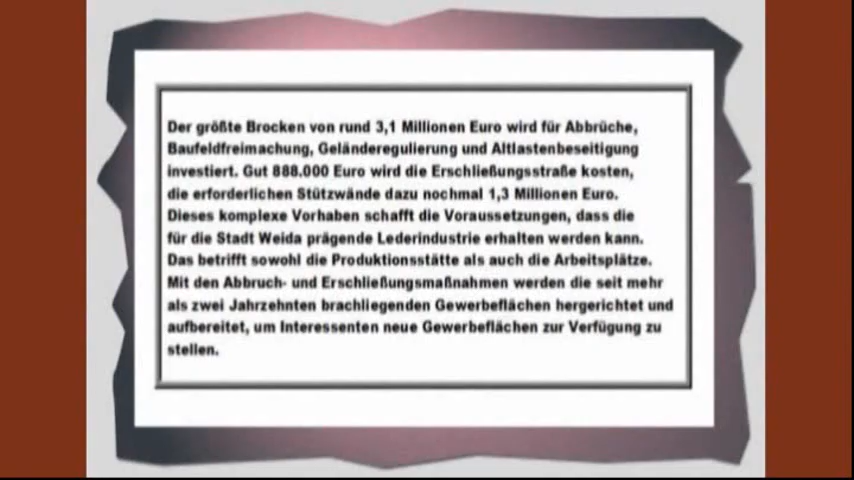 Der größte Brocken von rund 3,1 Millionen Euro wird für Abbrüche,
Baufeldfreimachung, Geländeregulierung und Altlastenbeseitigung
investiert. Gut 888.000 Euro wird die Erschließungsstraße kosten,
die erforderlichen Stützwände dazu nochmal 1,3 Millionen Euro.
Dieses komplexe Vorhaben schafft die Voraussetzungen, dass die
für die Stadt Weida prägende Lederindustrie erhalten werden kann.
Das betrifft sowohl die Produktionsstätte als auch die Arbeitsplätze.
Mit den Abbruch- und Erschließungsmaßnahmen werden die seit mehr
als zwei Jahrzehnten brachliegenden Gewerbeflächen hergerichtet und
aufbereitet, um Interessenten neue Gewerbeflächen zur Verfügung zu
stellen.